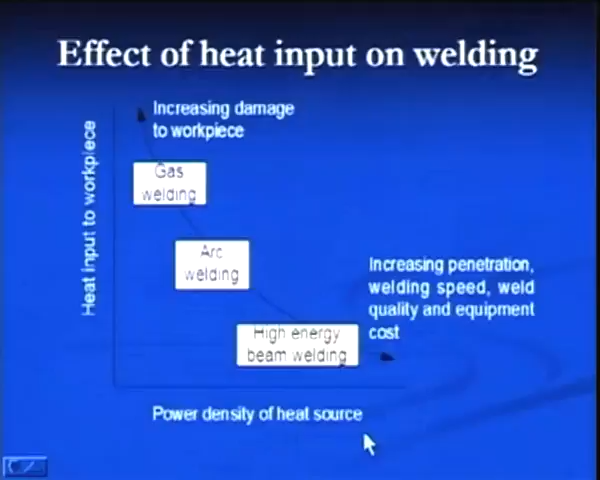 Effect of heat input on welding
Increasing damage
to workpiece
Heat input to workpiece
Gas
welding
Arc
welding
Increasing penetration,
welding speed, weld
quality and equipment
cost
High energy
beam welding
Power density of heat source